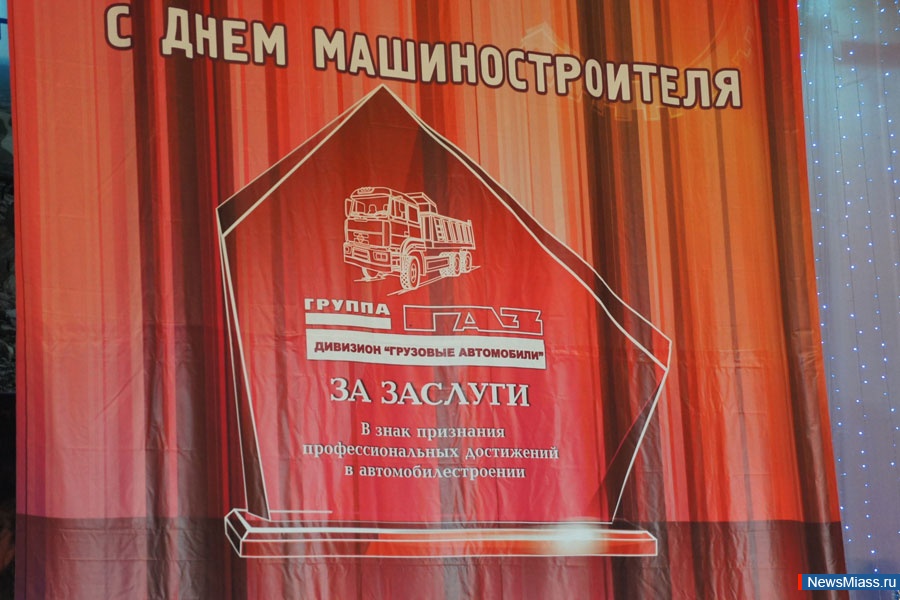 С ДНЕМ МАШИНОСТРОИТЕЛЯ
ГРУППА ГАЗ
ДИВИЗИОН "ГРУЗОВЫЕ АВТОМОБИЛИ"
ЗА ЗАСЛУГИ
В знак признания
профессиональных достижений
в автомобилестроении
NewsMiass.ru